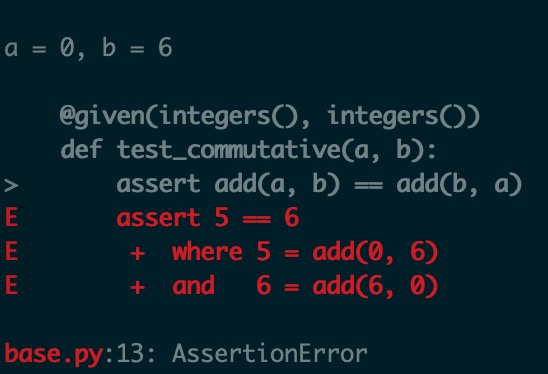 a = 0, b = 6
    @given(integers(), integers())
    def test_commutative(a, b):
>       assert add(a, b) == add(b, a)
E       assert 5 == 6
E        +  where 5 = add(0, 6)
E        +  and   6 = add(6, 0)
base.py:13: AssertionError